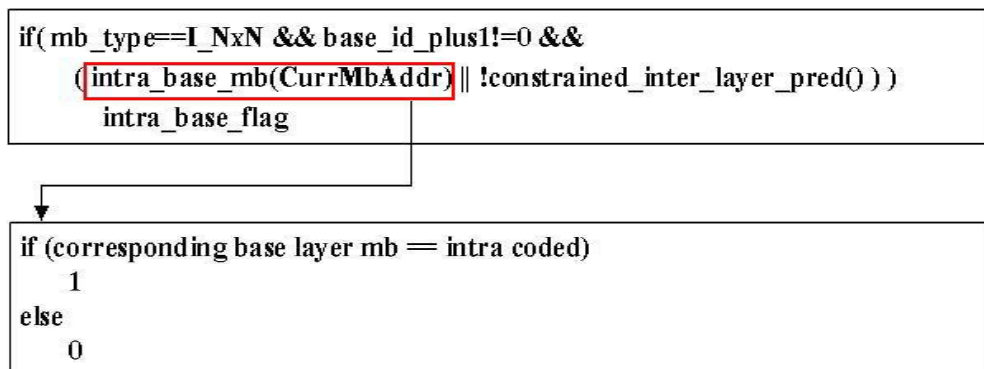 if( mb_type==I_NxN && base_id_plus1!=0 &&
( intra_base_mb(CurrMbAddr) || !constrained_inter_layer_pred() ) )
intra_base_flag
if (corresponding base layer mb == intra coded)
1
else
0